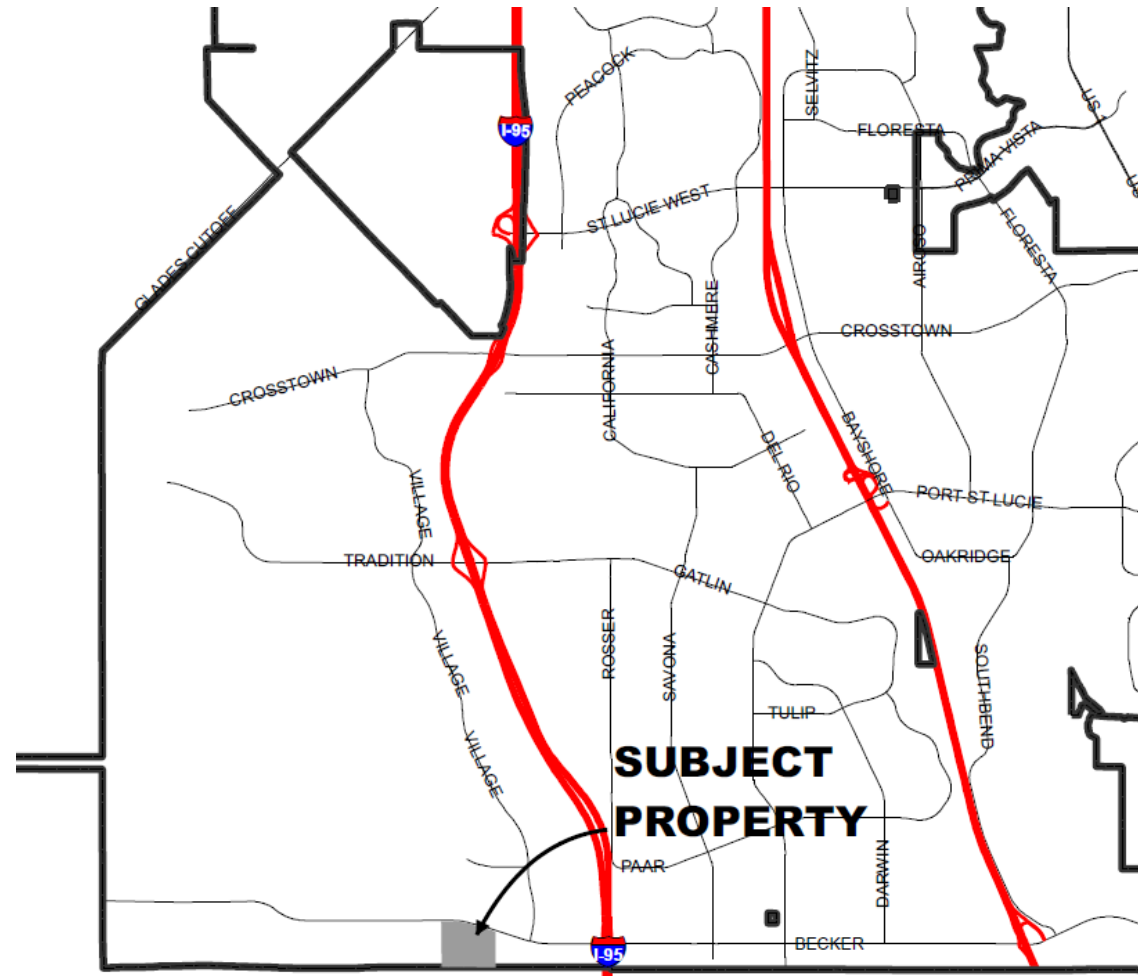 PEACOCK
SELVITZ
US 1
I-95
FLORESTA
PRIMA VISTA
ST LUCIE WEST
GLADES CUTOFF
FLORESTA
AIROSO
CROSSTOWN
CASHMERE
CALIFORNIA
CROSSTOWN
BAYSHORE
DEL RIO
VILLAGE
PORT ST LUCIE
TRADITION
OAKRIDGE
GATLIN
ROSSER
SAVONA
VILLAGE
SOUTHBEND
TULIP
VILLAGE
SUBJECT
PROPERTY
PAAR
DARWIN
BECKER
I-95